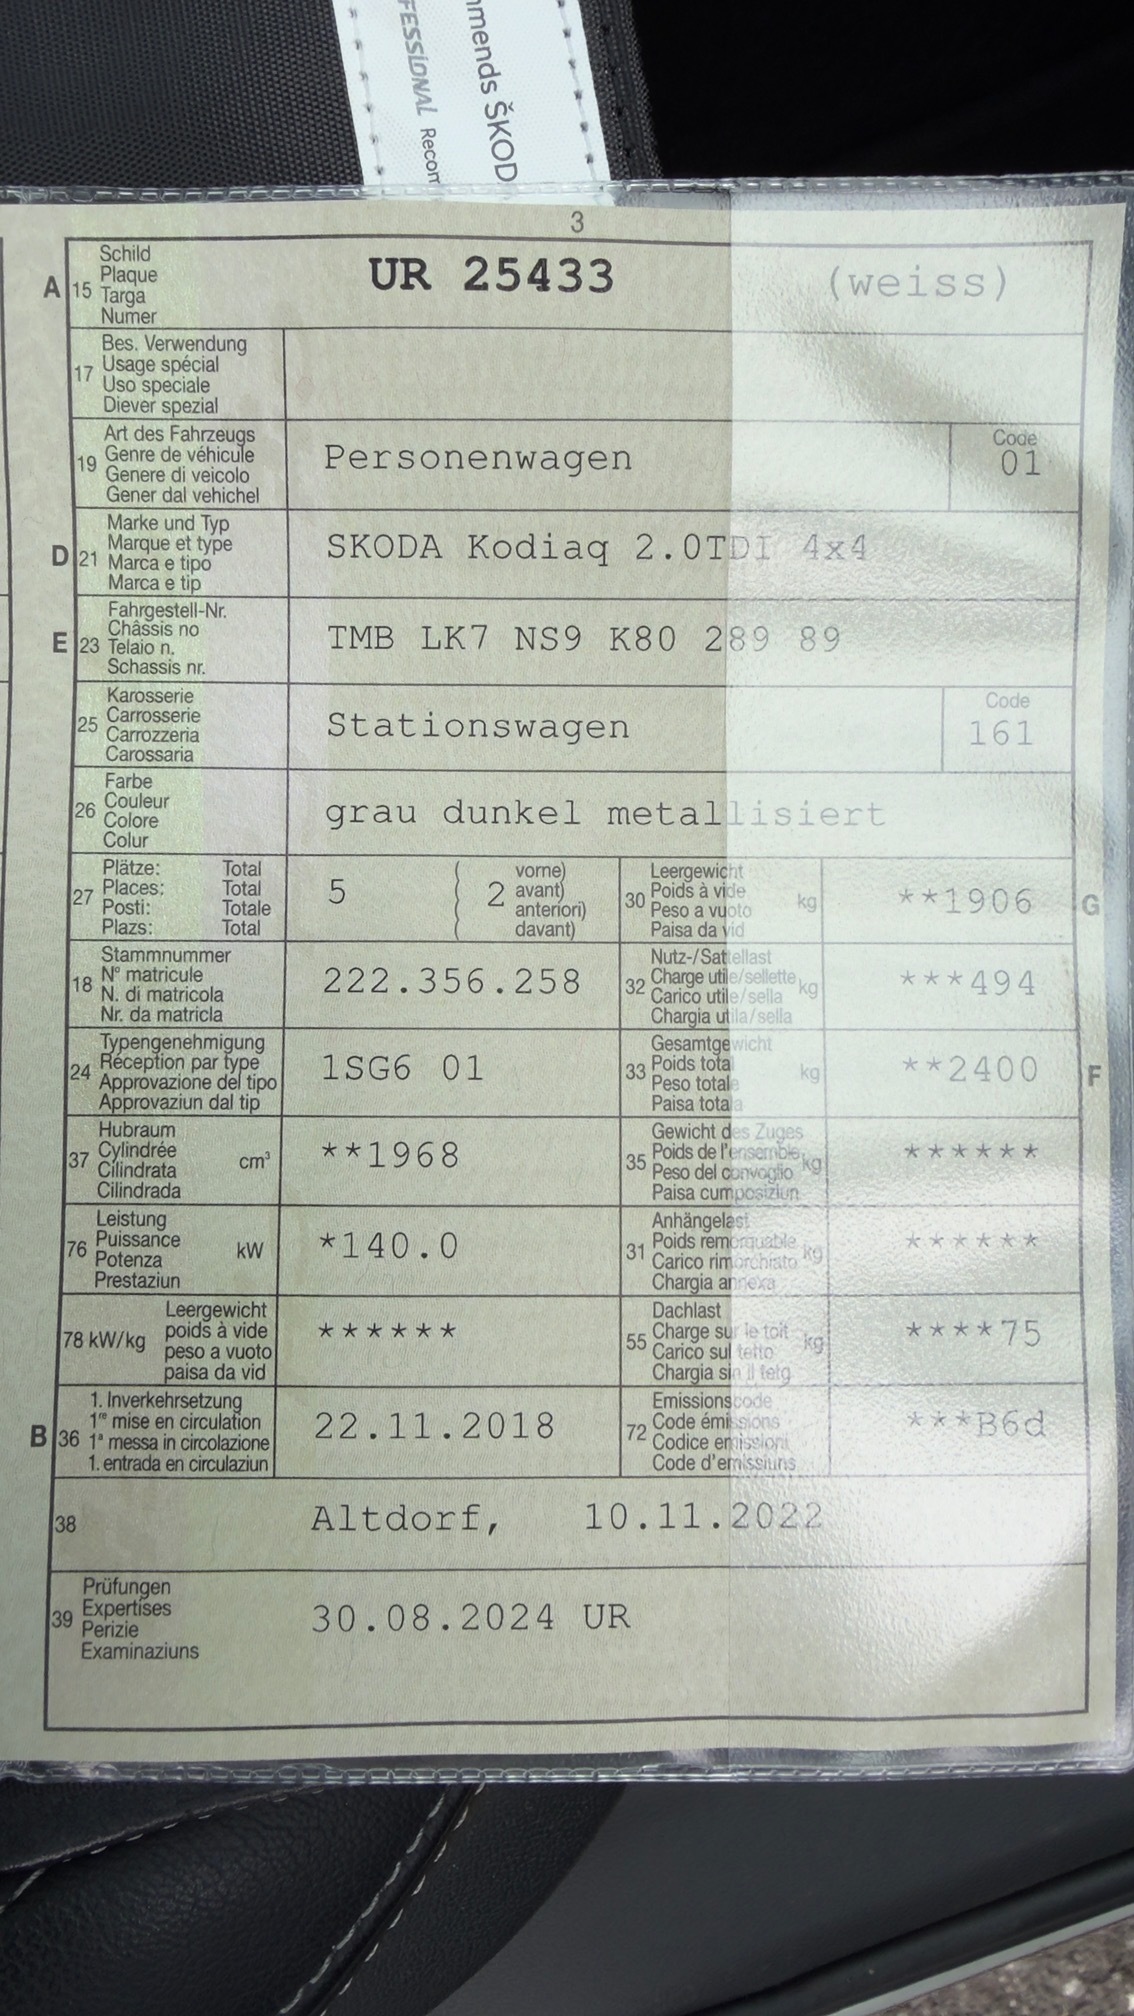 FESSIONAL Recom
mmends ŠKOD
3
A 15 Schild
Plaque
Targa
Numer
UR 25433 (weiss)
17 Bes. Verwendung
Usage spécial
Uso speciale
Diever spezial
19 Art des Fahrzeugs
Genre de véhicule
Genere di veicolo
Gener dal vehichel
Personenwagen
Code
01
D 21 Marke und Typ
Marque et type
Marca e tipo
Marca e tip
SKODA Kodiaq 2.0TDI 4x4
E 23 Fahrgestell-Nr.
Châssis no
Telaio n.
Schassis nr.
TMB LK7 NS9 K80 289 89
25 Karosserie
Carrosserie
Carrozzeria
Carossaria
Stationswagen
Code
161
26 Farbe
Couleur
Colore
Colur
grau dunkel metallisiert
27 Plätze: Total
Places: Total
Posti: Totale
Plazs: Total
5 ( 2 vorne)
( avant)
( anteriori)
( davant)
30 Leergewicht
Poids à vide
Peso a vuoto
Paisa da vid
kg **1906 G
18 Stammnummer
N° matricule
N. di matricola
Nr. da matricla
222.356.258
32 Nutz-/Sattellast
Charge utile/sellette
Carico utile/sella
Chargia utila/sella
kg ***494
24 Typengenehmigung
Réception par type
Approvazione del tipo
Approvaziun dal tip
1SG6 01
33 Gesamtgewicht
Poids total
Peso totale
Paisa totala
kg **2400 F
37 Hubraum
Cylindrée
Cilindrata
Cilindrada
cm³ **1968
35 Gewicht des Zuges
Poids de l'ensemble
Peso del convoglio
Paisa cumposiziun
kg ******
76 Leistung
Puissance
Potenza
Prestaziun
kW *140.0
31 Anhängelast
Poids remorquable
Carico rimorchiato
Chargia annexa
kg ******
78 kW/kg Leergewicht
poids à vide
peso a vuoto
paisa da vid
******
55 Dachlast
Charge sur le toit
Carico sul tetto
Chargia sin il tetg
kg ****75
B 36 1. Inverkehrsetzung
1re mise en circulation
1a messa in circolazione
1. entrada en circulaziun
22.11.2018
72 Emissionscode
Code émissions
Codice emissioni
Code d'emissiuns
***B6d
38 Altdorf, 10.11.2022
39 Prüfungen
Expertises
Perizie
Examinaziuns
30.08.2024 UR